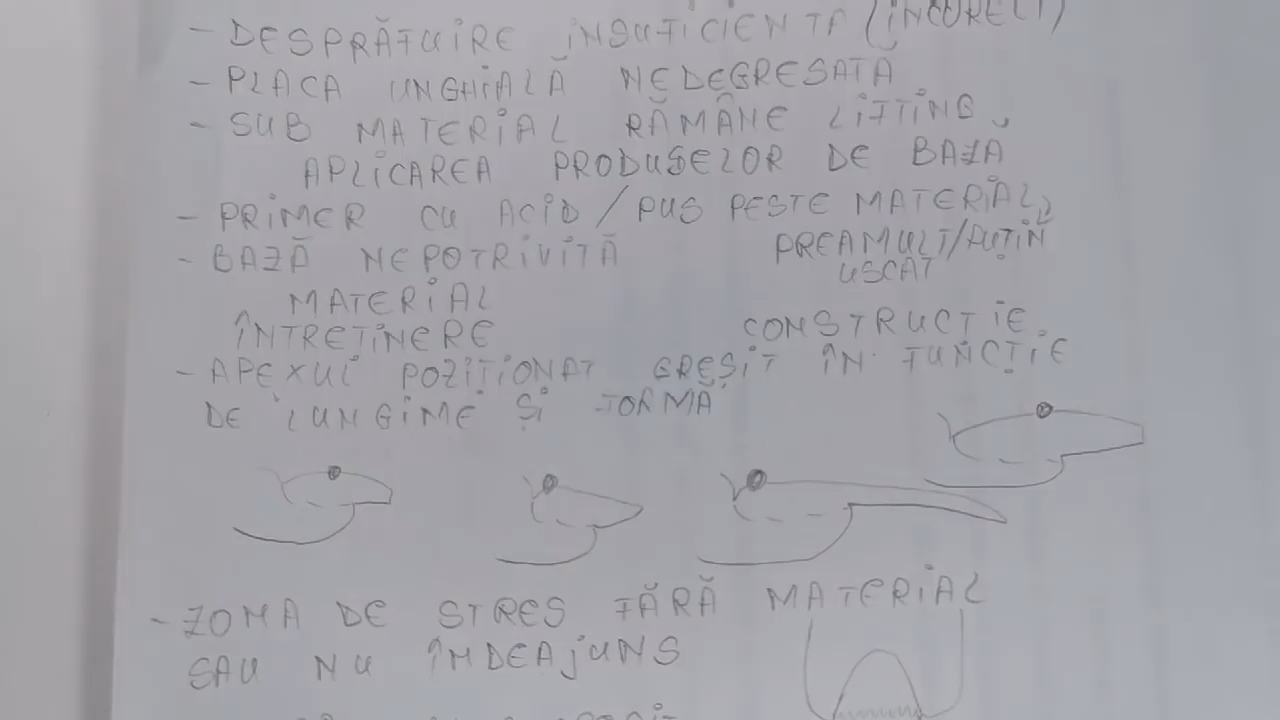 - DESPRĂFUIRE INSUFICIENTĂ (INCORECT)
- PLACA UNGHIALĂ NEDEGRESATĂ
- SUB MATERIAL RĂMÂNE LIFTING,
APLICAREA PRODUSELOR DE BAZA
- PRIMER CU ACID / PUS PESTE MATERIAL,
PREAMULT/PUȚIN
USCAT
- BAZĂ NEPOTRIVITĂ
MATERIAL
ÎNTREȚINERE
CONSTRUCȚIE
- APEXUL POZIȚIONAT GREȘIT ÎN FUNCȚIE
DE LUNGIME ȘI FORMĂ
- ZONA DE STRES FĂRĂ MATERIAL
SAU NU ÎNDEAJUNS